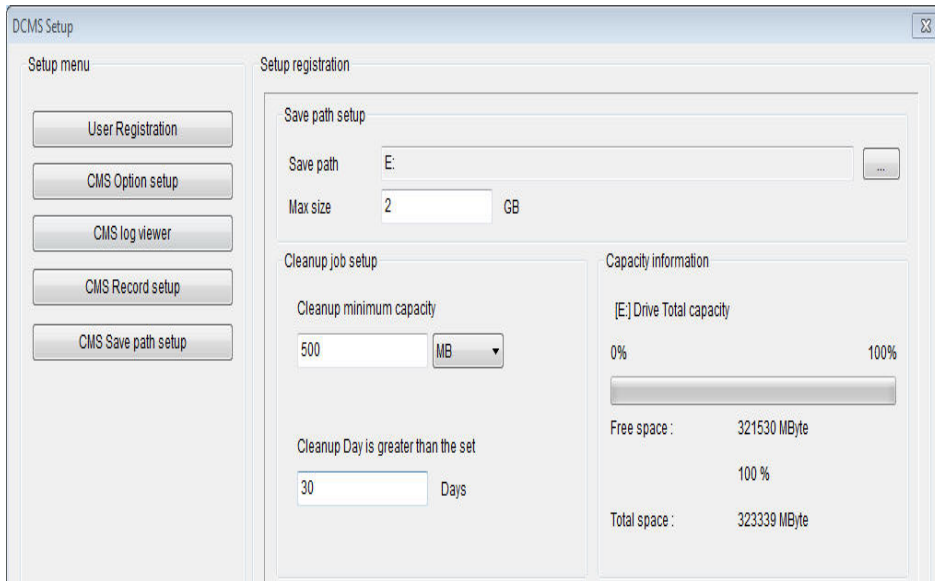 DCMS Setup
Setup menu
User Registration
CMS Option setup
CMS log viewer
CMS Record setup
CMS Save path setup
Setup registration
Save path setup
Save path E: ...
Max size 2 GB
Cleanup job setup
Cleanup minimum capacity
500 MB
Cleanup Day is greater than the set
30 Days
Capacity information
[E:] Drive Total capacity
0% 100%
Free space : 321530 MByte
100 %
Total space : 323339 MByte